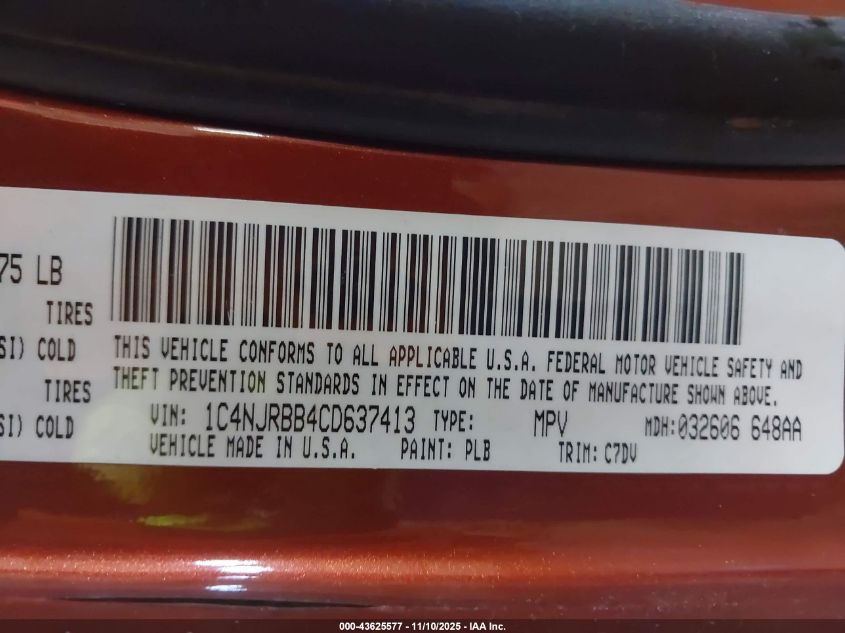 75 LB
TIRES
SI) COLD
TIRES
SI) COLD
THIS VEHICLE CONFORMS TO ALL APPLICABLE U.S.A. FEDERAL MOTOR VEHICLE SAFETY AND
THEFT PREVENTION STANDARDS IN EFFECT ON THE DATE OF MANUFACTURE SHOWN ABOVE.
VIN: 1C4NJRBB4CD637413 TYPE: MPV MDH:032606 648AA
VEHICLE MADE IN U.S.A. PAINT: PLB TRIM: C7DV
000-43625577 - 11/10/2025 - IAA Inc.